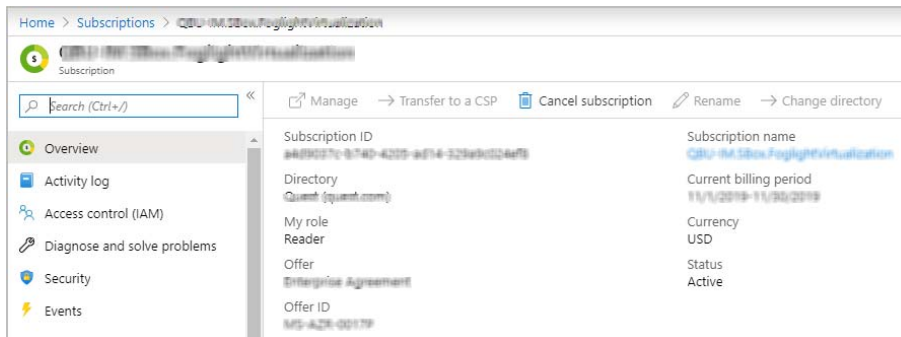 Home > Subscriptions >
Subscription
Search (Ctrl+/)
«
Manage → Transfer to a CSP Cancel subscription Rename → Change directory
Overview
Activity log
Access control (IAM)
Diagnose and solve problems
Security
Events
Subscription ID
Directory
My role
Reader
Offer
Offer ID
Subscription name
Current billing period
Currency
USD
Status
Active